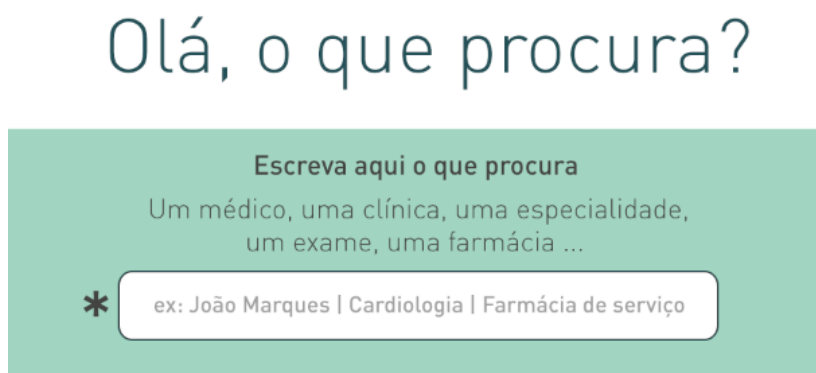 Olá, o que procura?
Escreva aqui o que procura
Um médico, uma clínica, uma especialidade,
um exame, uma farmácia ...
* ex: João Marques | Cardiologia | Farmácia de serviço